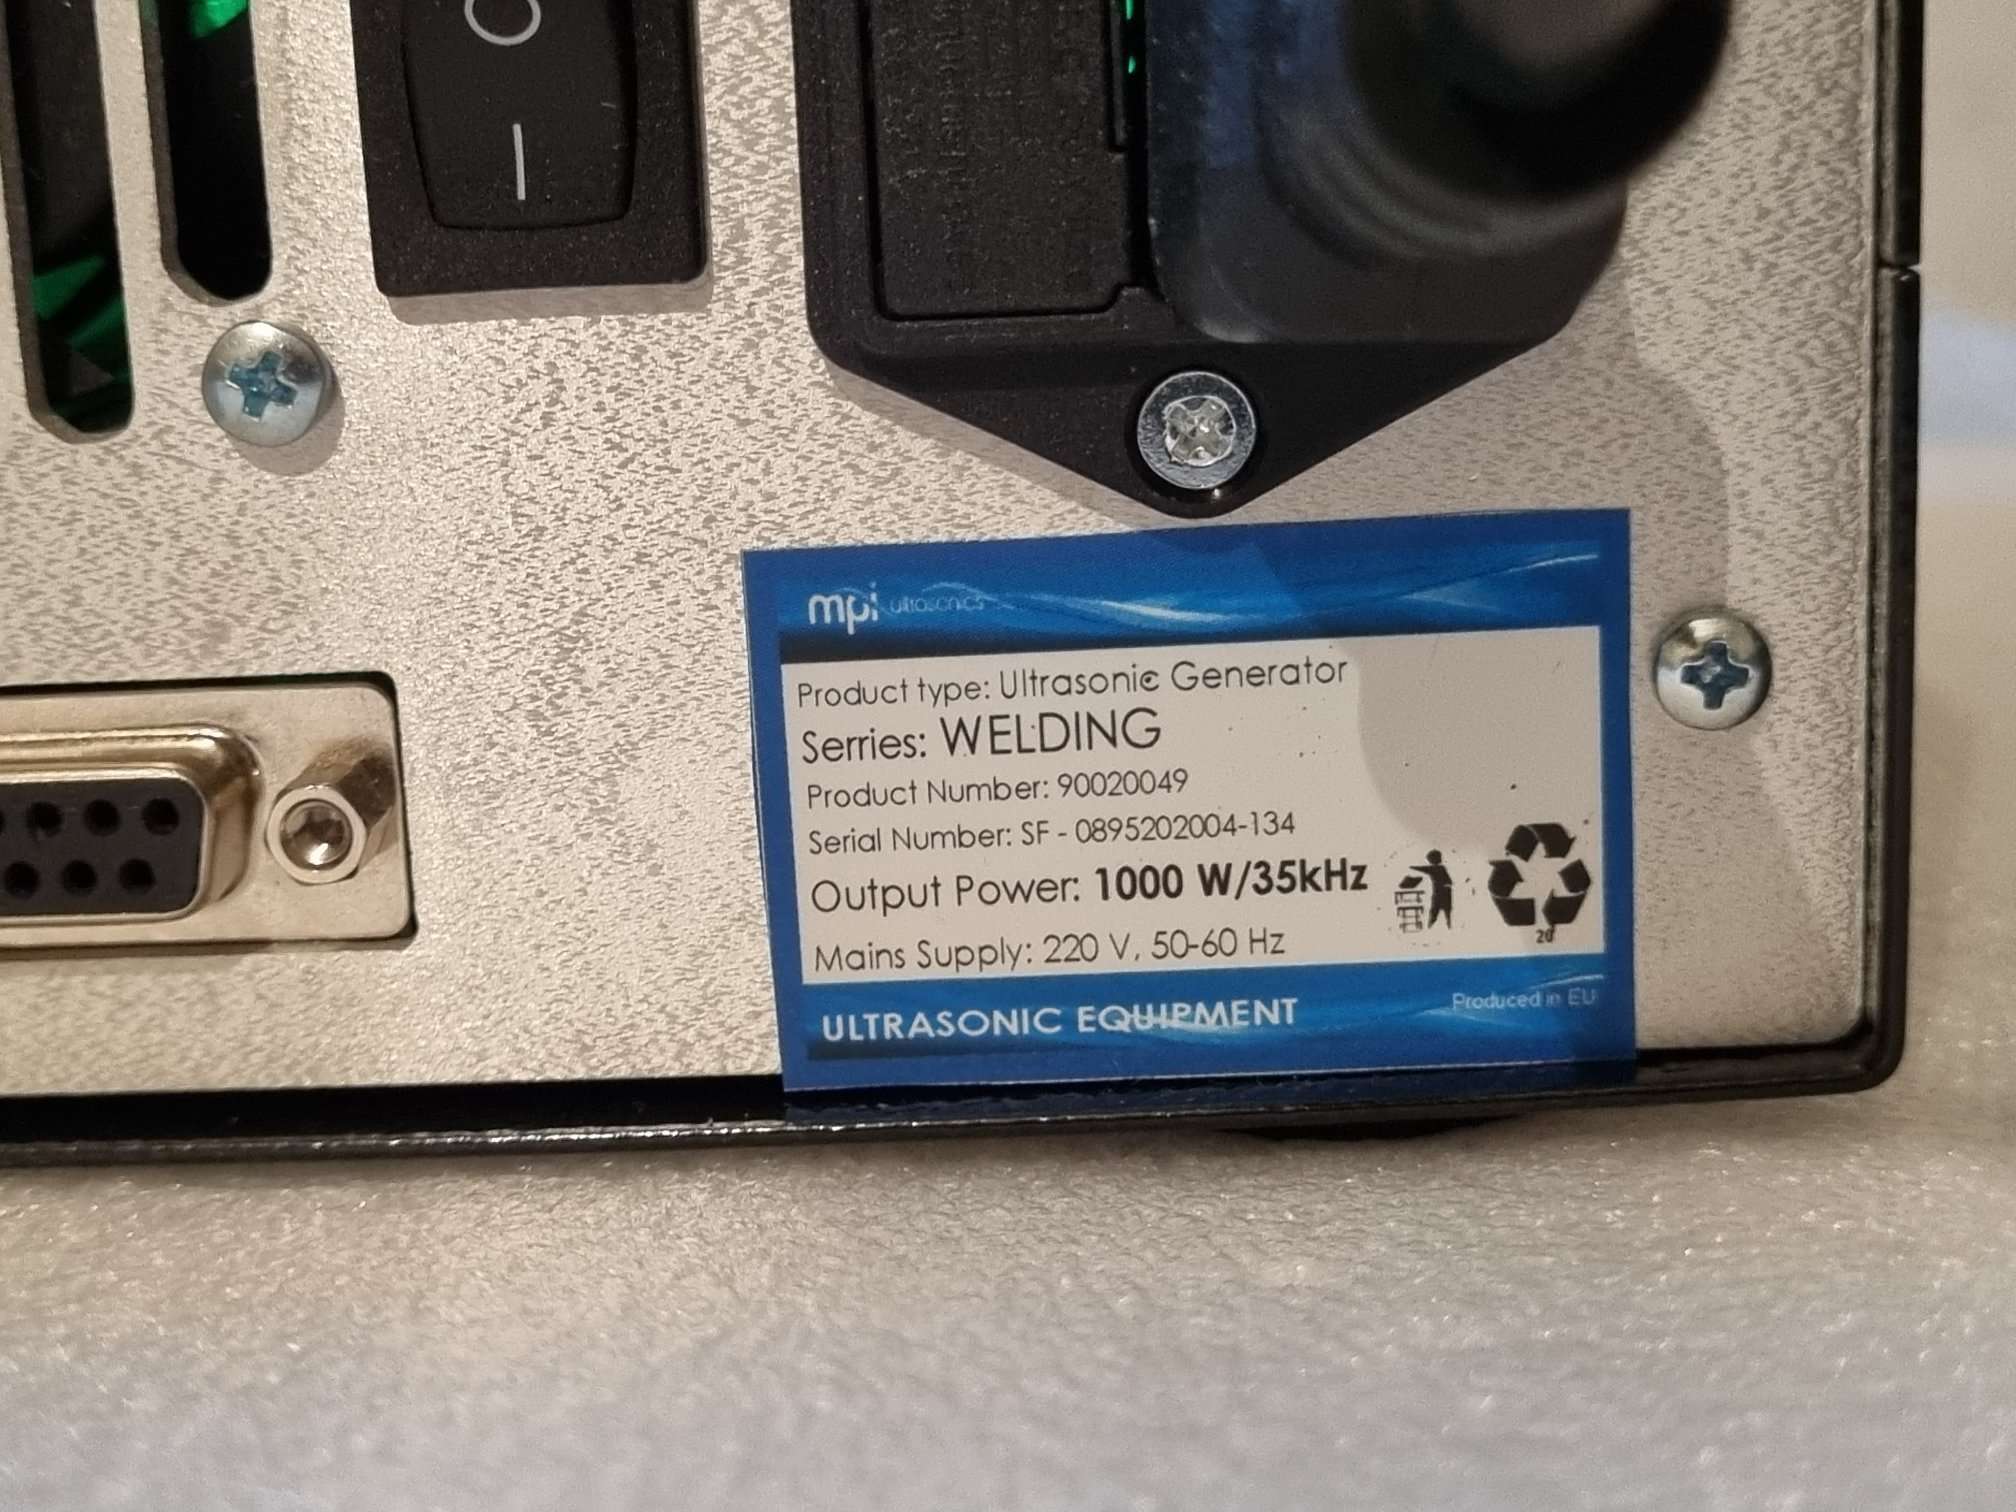 mpi ultrasonics
Product type: Ultrasonic Generator
Serries: WELDING
Product Number: 90020049
Serial Number: SF - 0895202004-134
Output Power: 1000 W/35kHz
20
Mains Supply: 220 V, 50-60 Hz
ULTRASONIC EQUIPMENT
Produced in EU